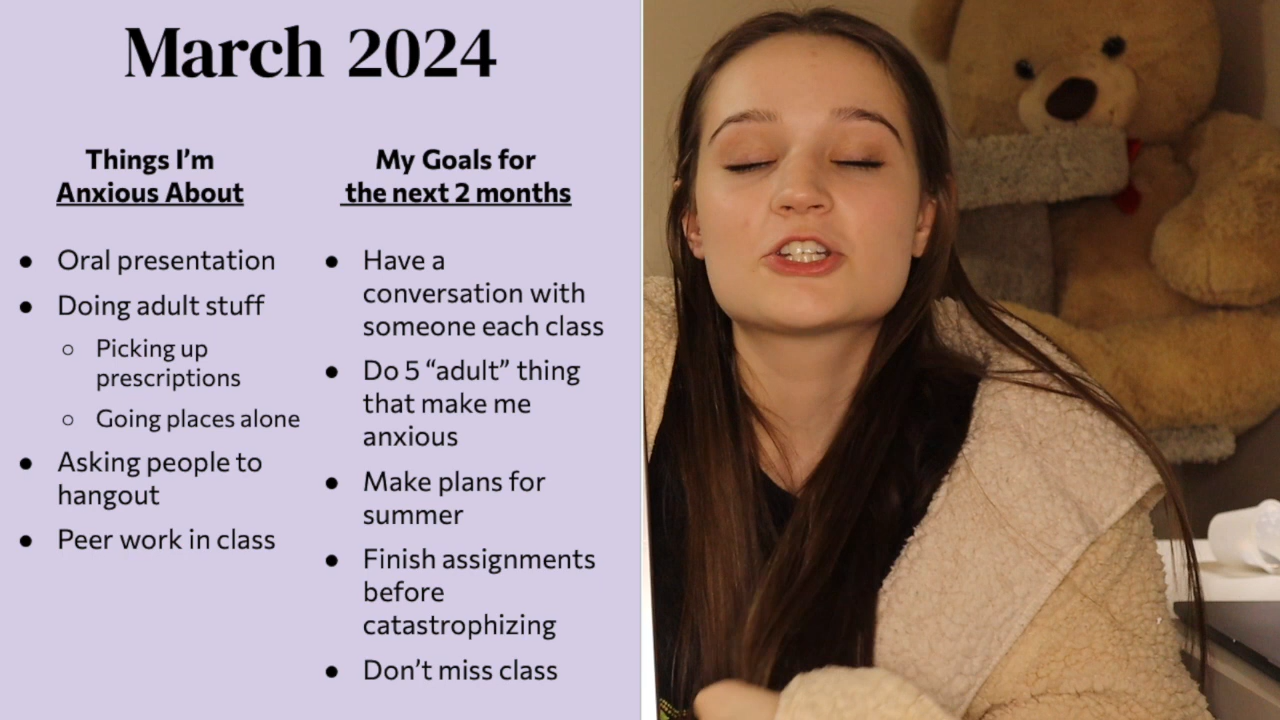 March 2024
Things I'm
Anxious About
Oral presentation
Doing adult stuff
Picking up
prescriptions
Going places alone
Asking people to
hangout
Peer work in class
My Goals for
the next 2 months
Have a
conversation with
someone each class
Do 5 “adult” thing
that make me
anxious
Make plans for
summer
Finish assignments
before
catastrophizing
Don't miss class